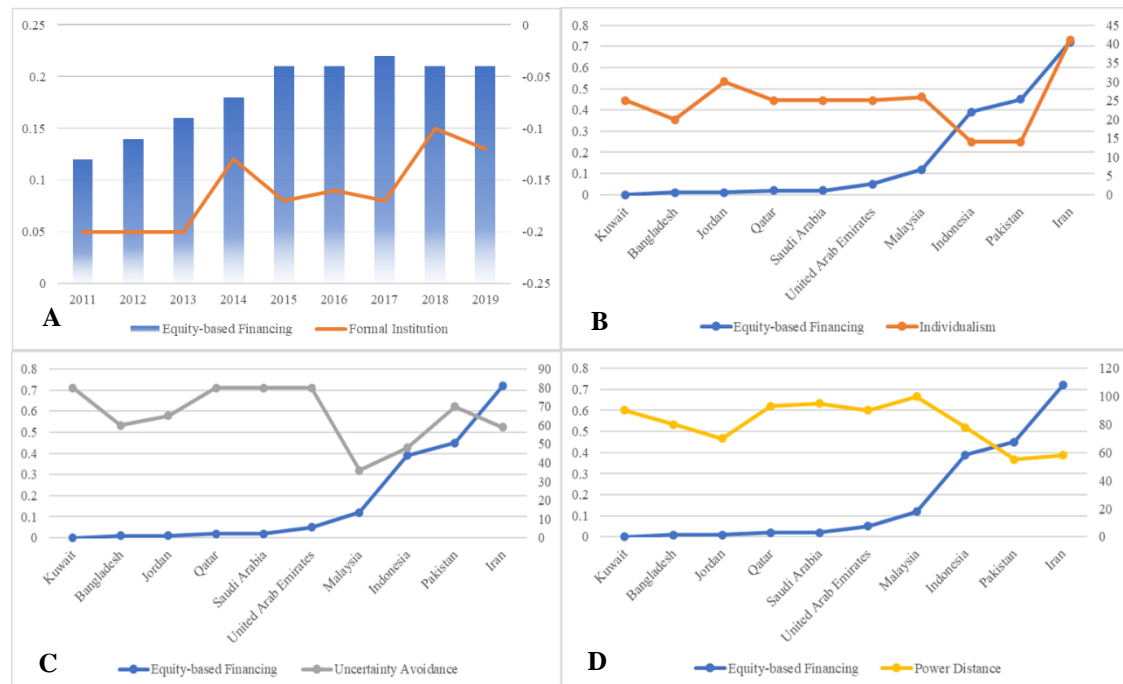 0.25
0.2
0.15
0.1
0.05
0
0
-0.05
-0.1
-0.15
-0.2
-0.25
2011 2012 2013 2014 2015 2016 2017 2018 2019
A
Equity-based Financing Formal Institution
0.8
0.7
0.6
0.5
0.4
0.3
0.2
0.1
0
45
40
35
30
25
20
15
10
5
0
Kuwait
Bangladesh
Jordan
Qatar
Saudi Arabia
United Arab Emirates
Malaysia
Indonesia
Pakistan
Iran
B
Equity-based Financing Individualism
0.8
0.7
0.6
0.5
0.4
0.3
0.2
0.1
0
90
80
70
60
50
40
30
20
10
0
Kuwait
Bangladesh
Jordan
Qatar
Saudi Arabia
United Arab Emirates
Malaysia
Indonesia
Pakistan
Iran
C
Equity-based Financing Uncertainty Avoidance
0.8
0.7
0.6
0.5
0.4
0.3
0.2
0.1
0
120
100
80
60
40
20
0
Kuwait
Bangladesh
Jordan
Qatar
Saudi Arabia
United Arab Emirates
Malaysia
Indonesia
Pakistan
Iran
D
Equity-based Financing Power Distance